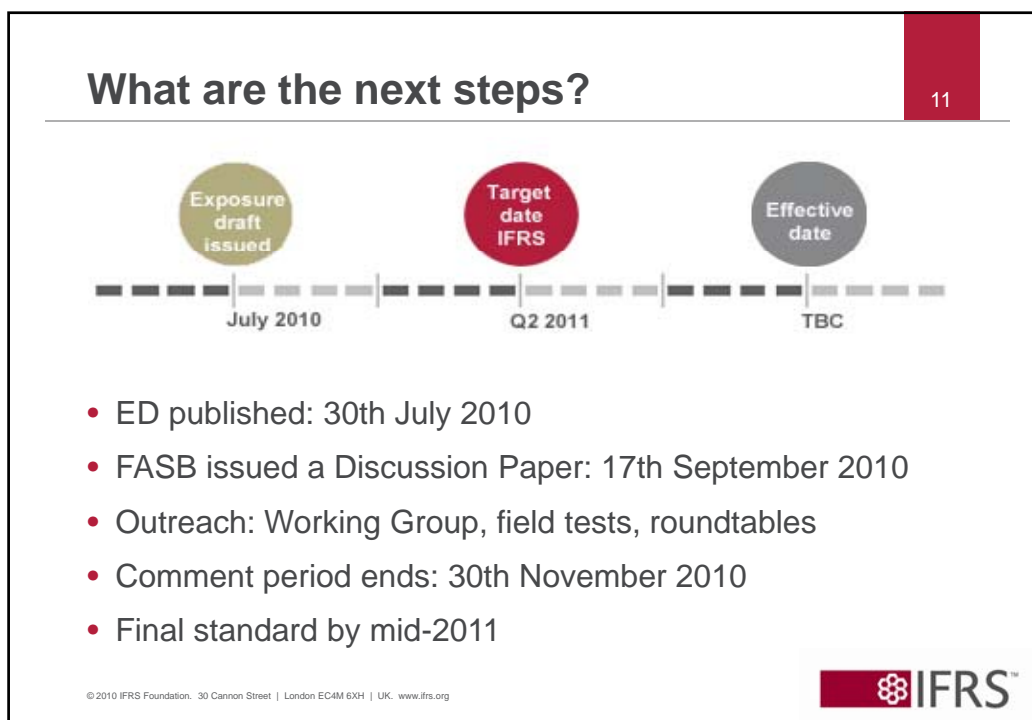 What are the next steps?
11
Exposure
draft
issued
Target
date
IFRS
Effective
date
July 2010
Q2 2011
TBC
• ED published: 30th July 2010
• FASB issued a Discussion Paper: 17th September 2010
• Outreach: Working Group, field tests, roundtables
• Comment period ends: 30th November 2010
• Final standard by mid-2011
© 2010 IFRS Foundation. 30 Cannon Street | London EC4M 6XH | UK. www.ifrs.org
IFRS™